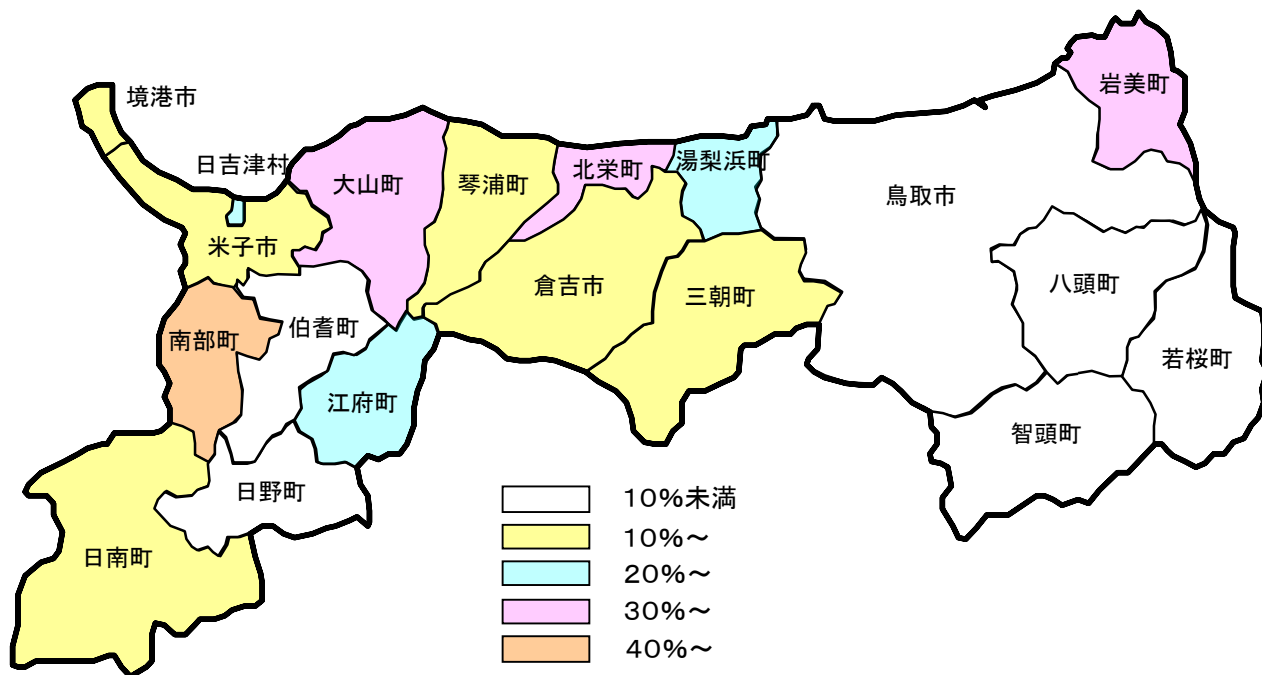 境港市
岩美町
日吉津村
大山町
琴浦町
北栄町
湯梨浜町
鳥取市
米子市
倉吉市
三朝町
八頭町
南部町
伯耆町
若桜町
江府町
智頭町
日野町
日南町
10%未満
10%～
20%～
30%～
40%～